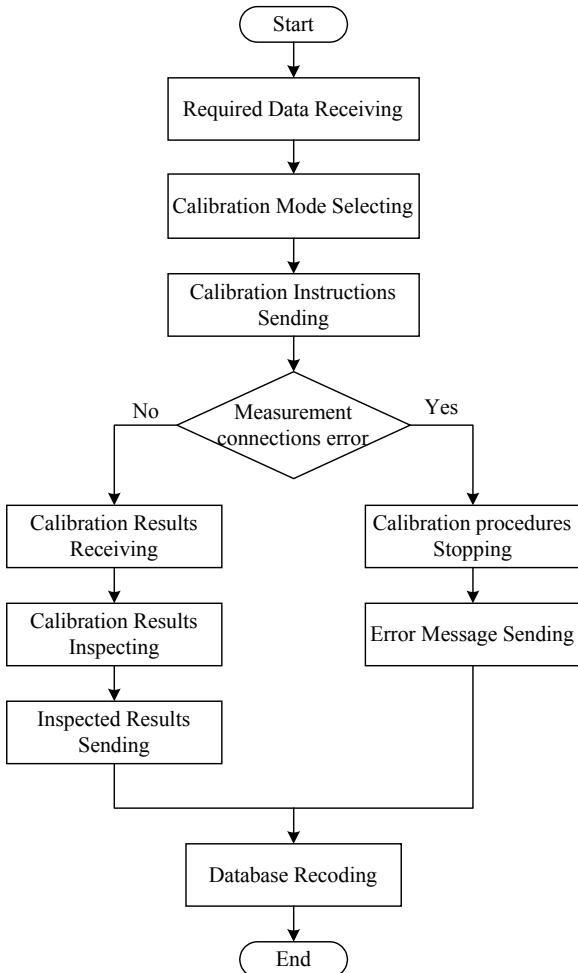 Start
Required Data Receiving
Calibration Mode Selecting
Calibration Instructions
Sending
Measurement
connections error
No
Yes
Calibration Results
Receiving
Calibration Results
Inspecting
Inspected Results
Sending
Calibration procedures
Stopping
Error Message Sending
Database Recoding
End